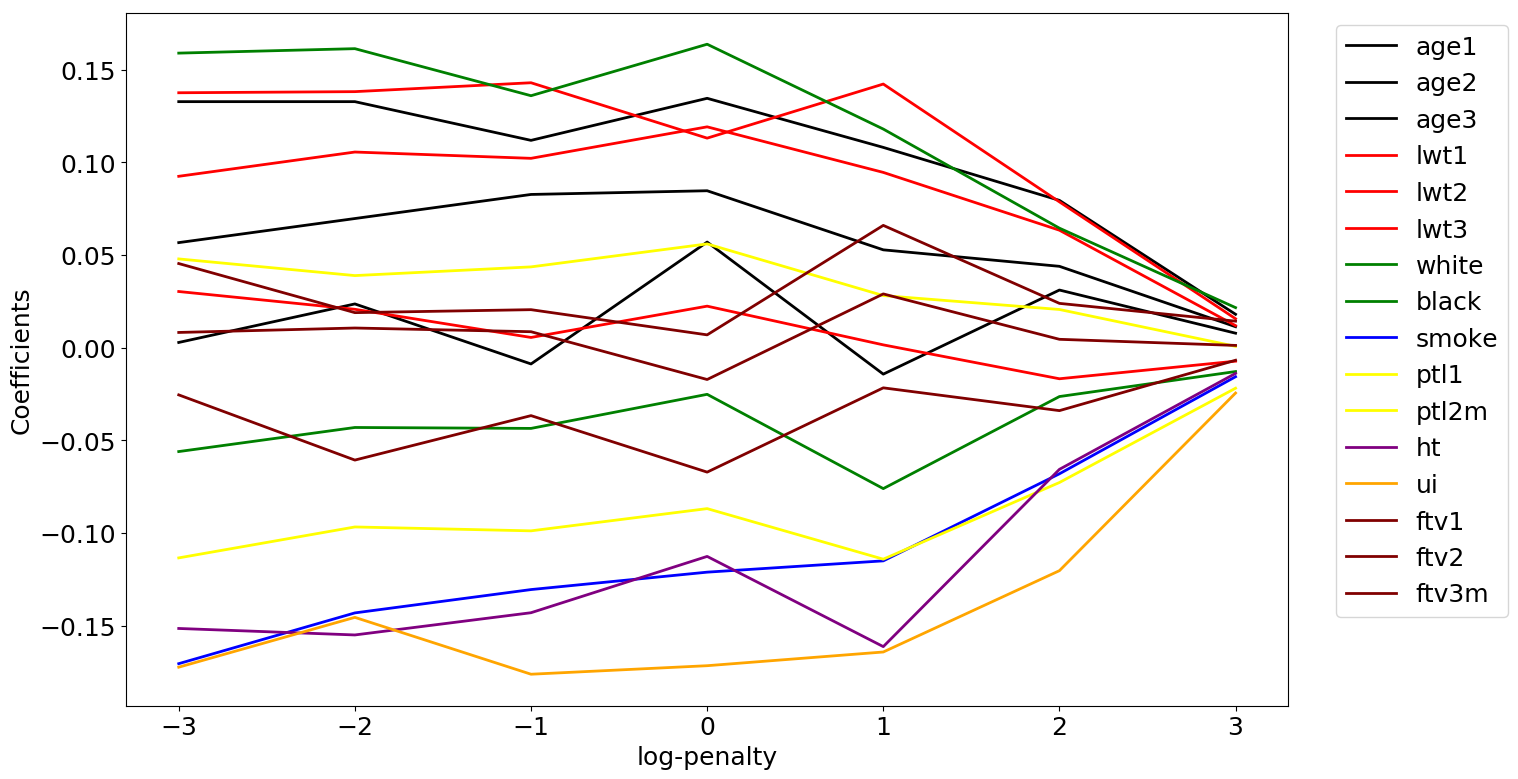 0.15
0.10
0.05
0.00
−0.05
−0.10
−0.15
Coefficients
−3 −2 −1 0 1 2 3
log-penalty
age1
age2
age3
lwt1
lwt2
lwt3
white
black
smoke
ptl1
ptl2m
ht
ui
ftv1
ftv2
ftv3m